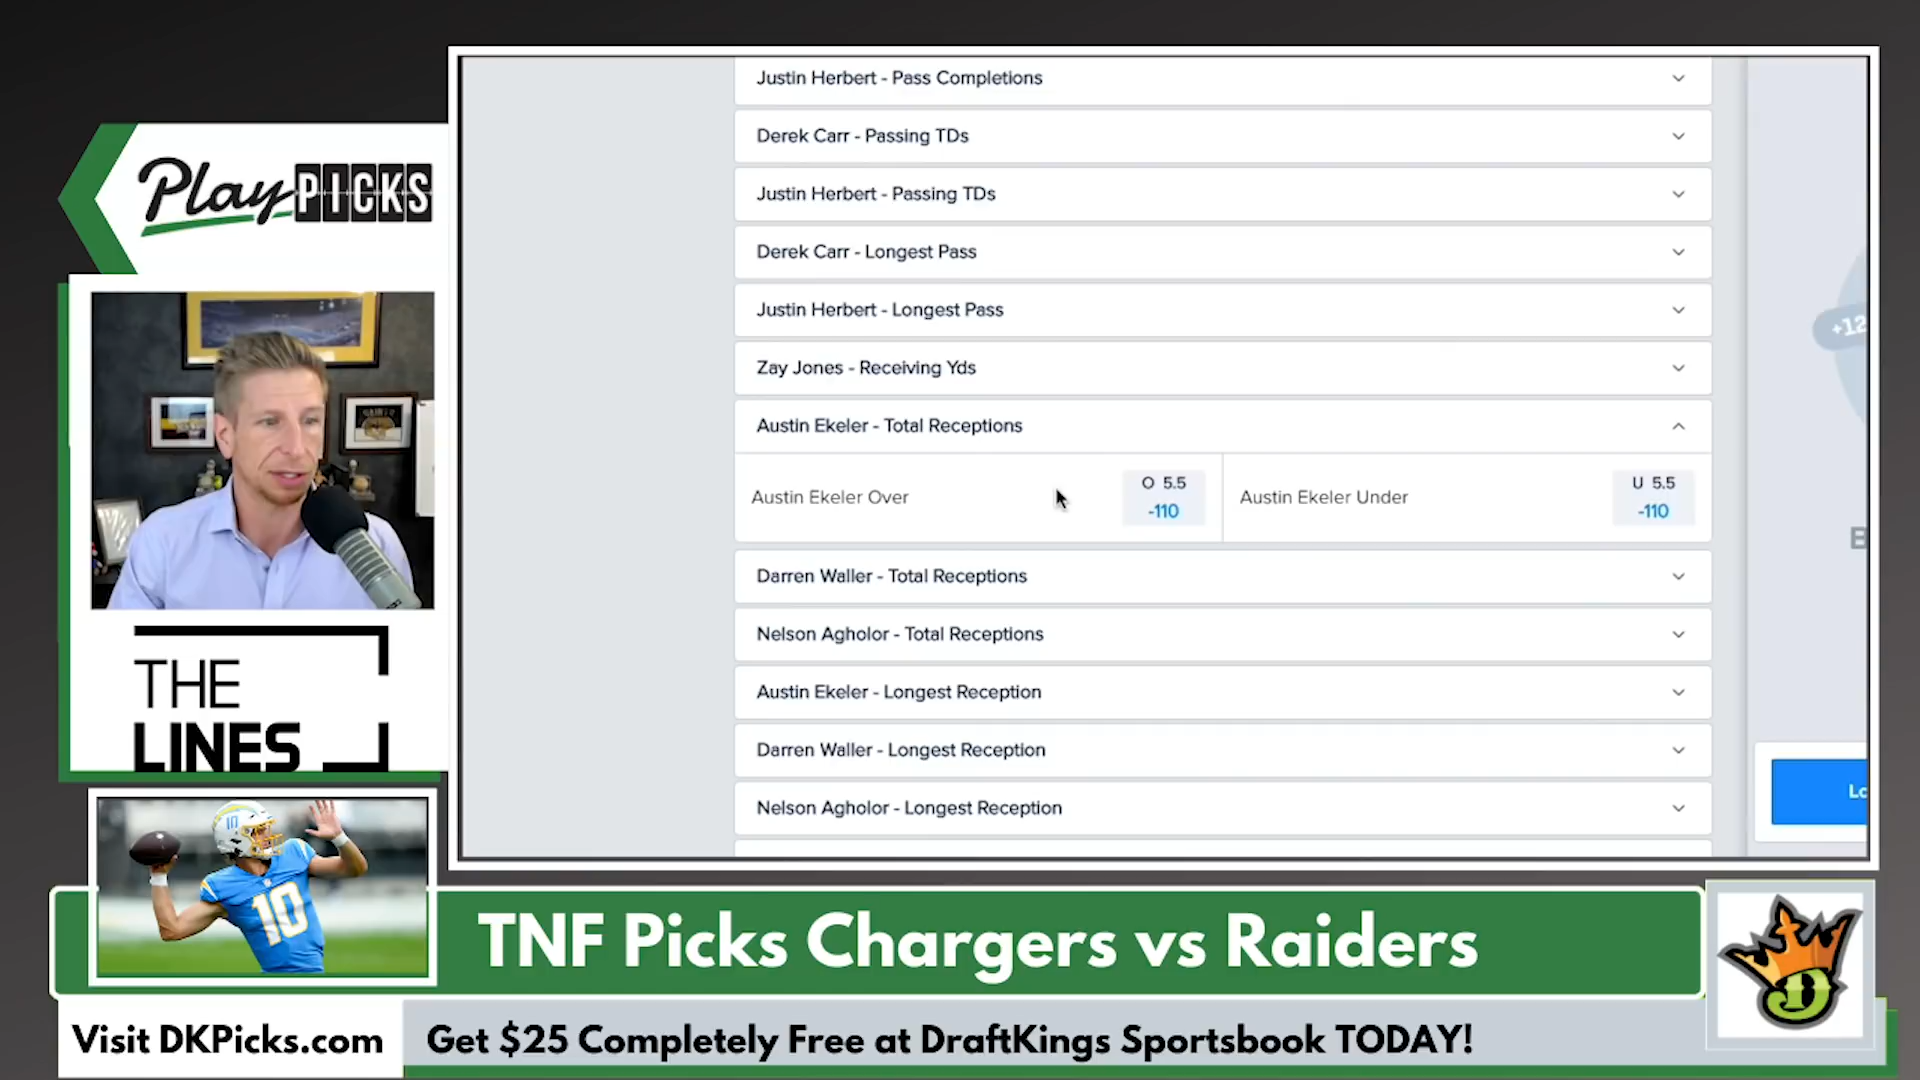 Play PICKS
THE
LINES
Justin Herbert - Pass Completions
Derek Carr - Passing TDs
Justin Herbert - Passing TDs
Derek Carr - Longest Pass
Justin Herbert - Longest Pass
Zay Jones - Receiving Yds
Austin Ekeler - Total Receptions
Austin Ekeler Over
O 5.5
-110
Austin Ekeler Under
U 5.5
-110
Darren Waller - Total Receptions
Nelson Agholor - Total Receptions
Austin Ekeler - Longest Reception
Darren Waller - Longest Reception
Nelson Agholor - Longest Reception
+12
B
Lo
10
10
TNF Picks Chargers vs Raiders
D
Visit DKPicks.com
Get $25 Completely Free at DraftKings Sportsbook TODAY!